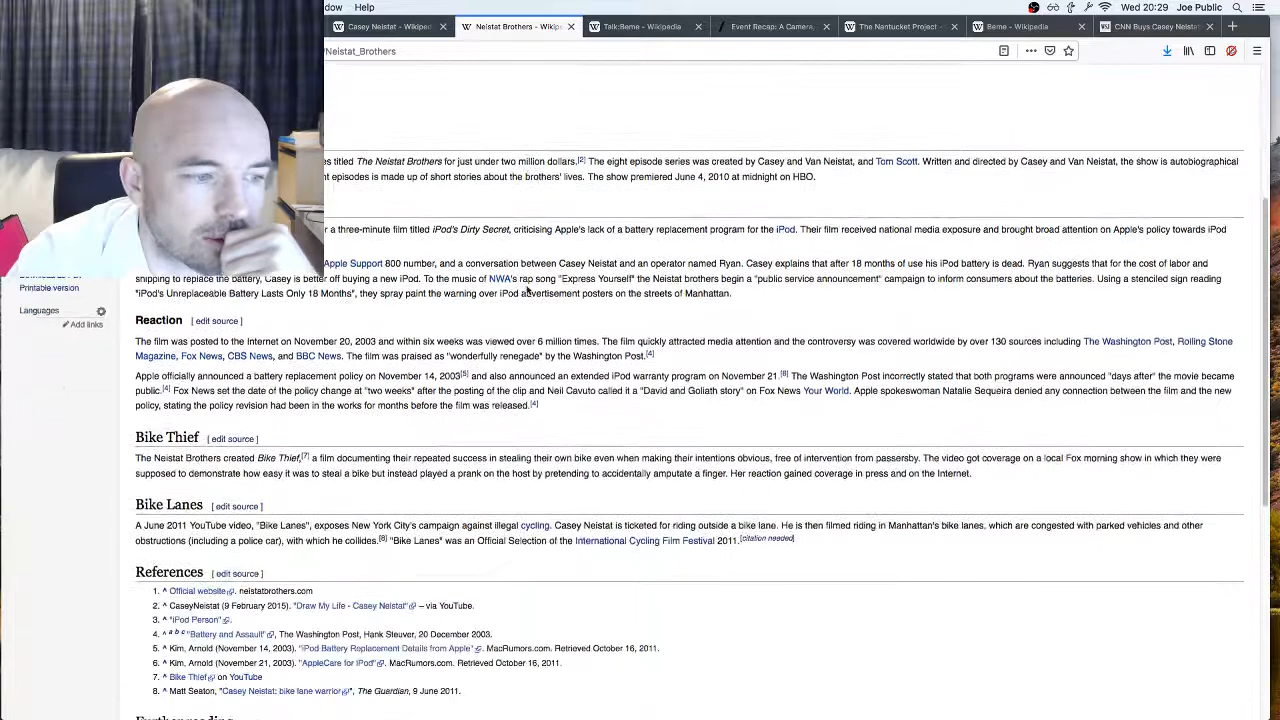 dow Help Wed 20:29 Joe Public
Casey Neistat - Wikiped Neistat Brothers - Wikip Talk:Beme - Wikipedia Event Recap: A Camera, The Nantucket Project - Beme - Wikipedia CNN Buys Casey Neistat
/Neistat_Brothers
s titled The Neistat Brothers for just under two million dollars.[2] The eight episode series was created by Casey and Van Neistat, and Tom Scott. Written and directed by Casey and Van Neistat, the show is autobiographical
t episodes is made up of short stories about the brothers' lives. The show premiered June 4, 2010 at midnight on HBO.
r a three-minute film titled iPod's Dirty Secret, criticising Apple's lack of a battery replacement program for the iPod. Their film received national media exposure and brought broad attention on Apple's policy towards iPod
Apple Support 800 number, and a conversation between Casey Neistat and an operator named Ryan. Casey explains that after 18 months of use his iPod battery is dead. Ryan suggests that for the cost of labor and
shipping to replace the battery, Casey is better off buying a new iPod. To the music of NWA's rap song "Express Yourself" the Neistat brothers begin a "public service announcement" campaign to inform consumers about the batteries. Using a stenciled sign reading
"iPod's Unreplaceable Battery Lasts Only 18 Months", they spray paint the warning over iPod advertisement posters on the streets of Manhattan.
Printable version
Languages
Add links
Reaction [ edit source ]
The film was posted to the Internet on November 20, 2003 and within six weeks was viewed over 6 million times. The film quickly attracted media attention and the controversy was covered worldwide by over 130 sources including The Washington Post, Rolling Stone
Magazine, Fox News, CBS News, and BBC News. The film was praised as "wonderfully renegade" by the Washington Post.[4]
Apple officially announced a battery replacement policy on November 14, 2003[5] and also announced an extended iPod warranty program on November 21.[6] The Washington Post incorrectly stated that both programs were announced "days after" the movie became
public.[4] Fox News set the date of the policy change at "two weeks" after the posting of the clip and Neil Cavuto called it a "David and Goliath story" on Fox News Your World. Apple spokeswoman Natalie Sequeira denied any connection between the film and the new
policy, stating the policy revision had been in the works for months before the film was released.[4]
Bike Thief [ edit source ]
The Neistat Brothers created Bike Thief,[7] a film documenting their repeated success in stealing their own bike even when making their intentions obvious, free of intervention from passersby. The video got coverage on a local Fox morning show in which they were
supposed to demonstrate how easy it was to steal a bike but instead played a prank on the host by pretending to accidentally amputate a finger. Her reaction gained coverage in press and on the Internet.
Bike Lanes [ edit source ]
A June 2011 YouTube video, "Bike Lanes", exposes New York City's campaign against illegal cycling. Casey Neistat is ticketed for riding outside a bike lane. He is then filmed riding in Manhattan's bike lanes, which are congested with parked vehicles and other
obstructions (including a police car), with which he collides.[8] "Bike Lanes" was an Official Selection of the International Cycling Film Festival 2011.[citation needed]
References [ edit source ]
1. ^ Official website. neistatbrothers.com
2. ^ CaseyNeistat (9 February 2015). "Draw My Life - Casey Neistat" – via YouTube.
3. ^ "iPod Person".
4. ^ a b c "Battery and Assault", The Washington Post, Hank Steuver, 20 December 2003.
5. ^ Kim, Arnold (November 14, 2003). "iPod Battery Replacement Details from Apple". MacRumors.com. Retrieved October 16, 2011.
6. ^ Kim, Arnold (November 21, 2003). "AppleCare for iPod". MacRumors.com. Retrieved October 16, 2011.
7. ^ Bike Thief on YouTube
8. ^ Matt Seaton, "Casey Neistat: bike lane warrior", The Guardian, 9 June 2011.